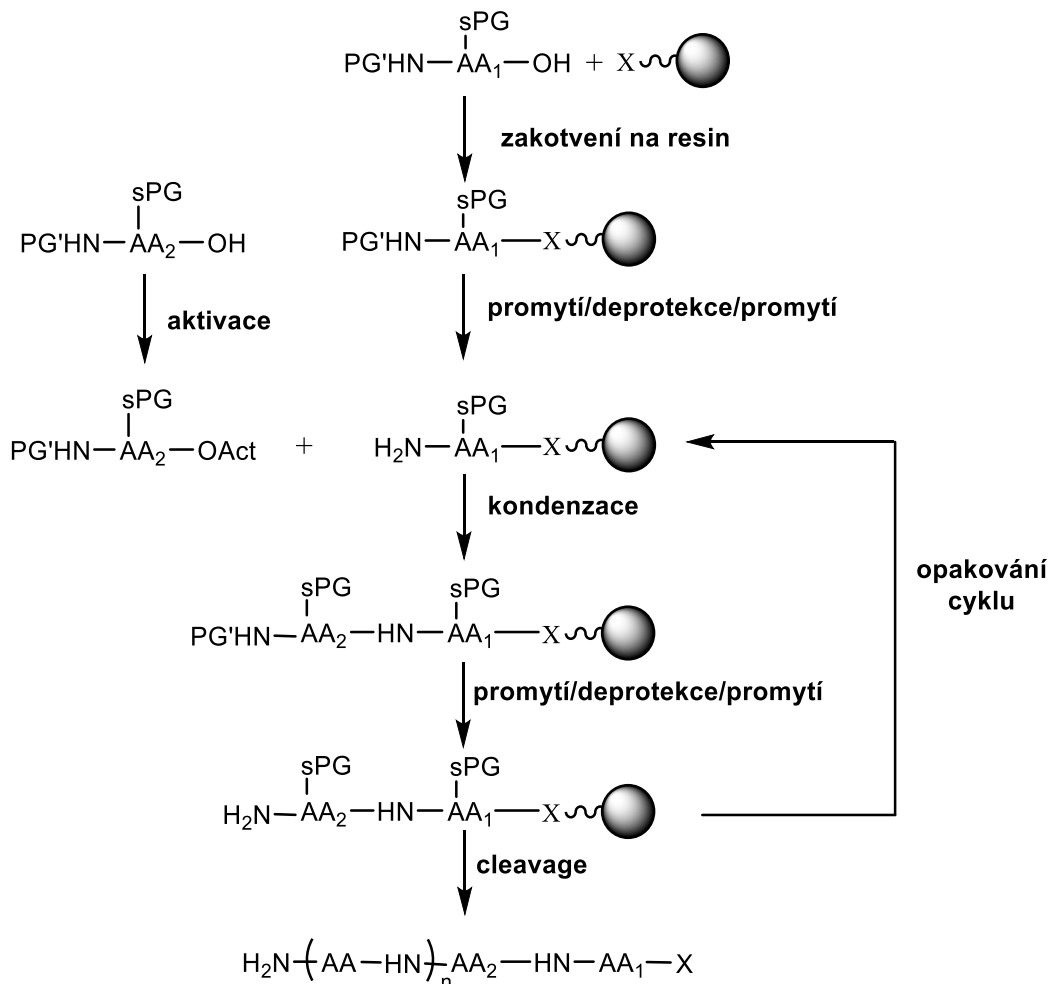 sPG
PG'HN—AA₁—OH + X
zakotvení na resin
sPG
PG'HN—AA₂—OH
sPG
PG'HN—AA₁—X
aktivace
promytí/deprotekce/promytí
sPG
PG'HN—AA₂—OAct
+
sPG
H₂N—AA₁—X
kondenzace
opakování
cyklu
sPG sPG
PG'HN—AA₂—HN—AA₁—X
promytí/deprotekce/promytí
sPG sPG
H₂N—AA₂—HN—AA₁—X
cleavage
H₂N—(AA—HN)ₙ—AA₂—HN—AA₁—X